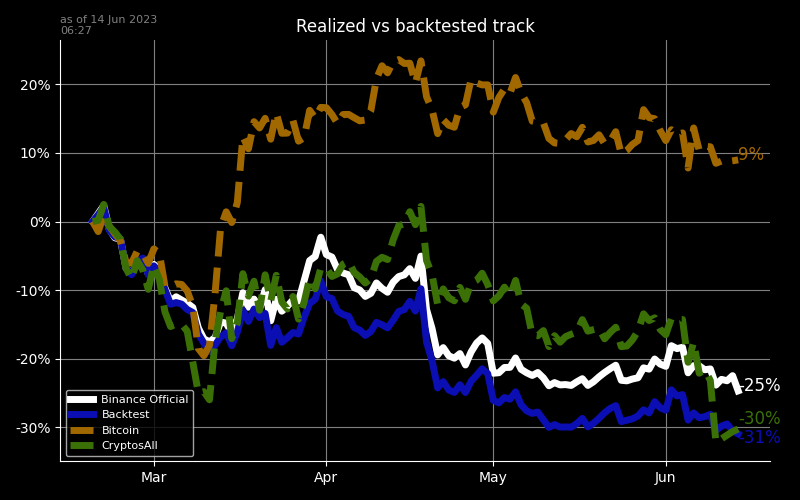 as of 14 Jun 2023
06:27
Realized vs backtested track
20%
10%
0%
-10%
-20%
-30%
9%
-25%
-30%
-31%
Binance Official
Backtest
Bitcoin
CryptosAll
Mar
Apr
May
Jun